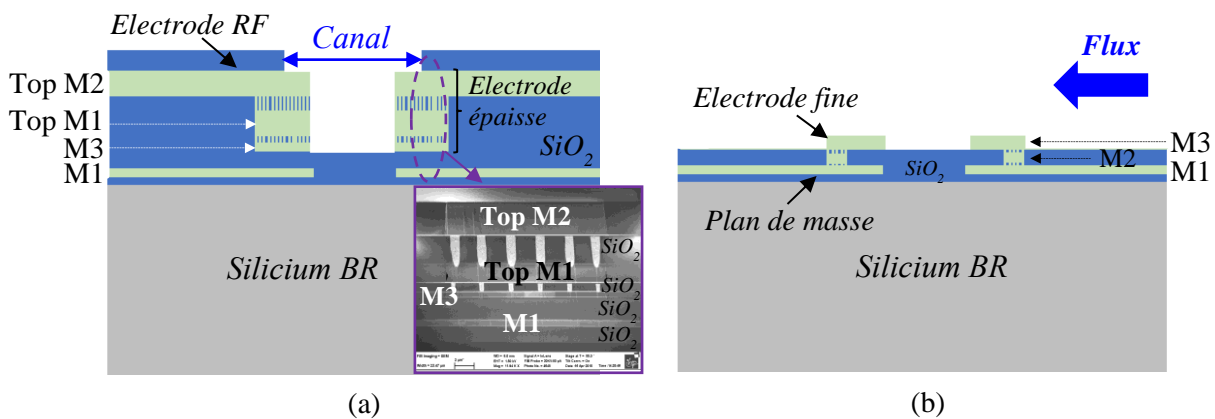 Electrode RF
Canal
Top M2
Top M1
M3
M1
Electrode
épaisse
SiO2
Silicium BR
Top M2
SiO2
Top M1
SiO2
M3
SiO2
M1
SiO2
(a)
(b)
Flux
Electrode fine
M3
M2
M1
SiO2
Plan de masse
Silicium BR